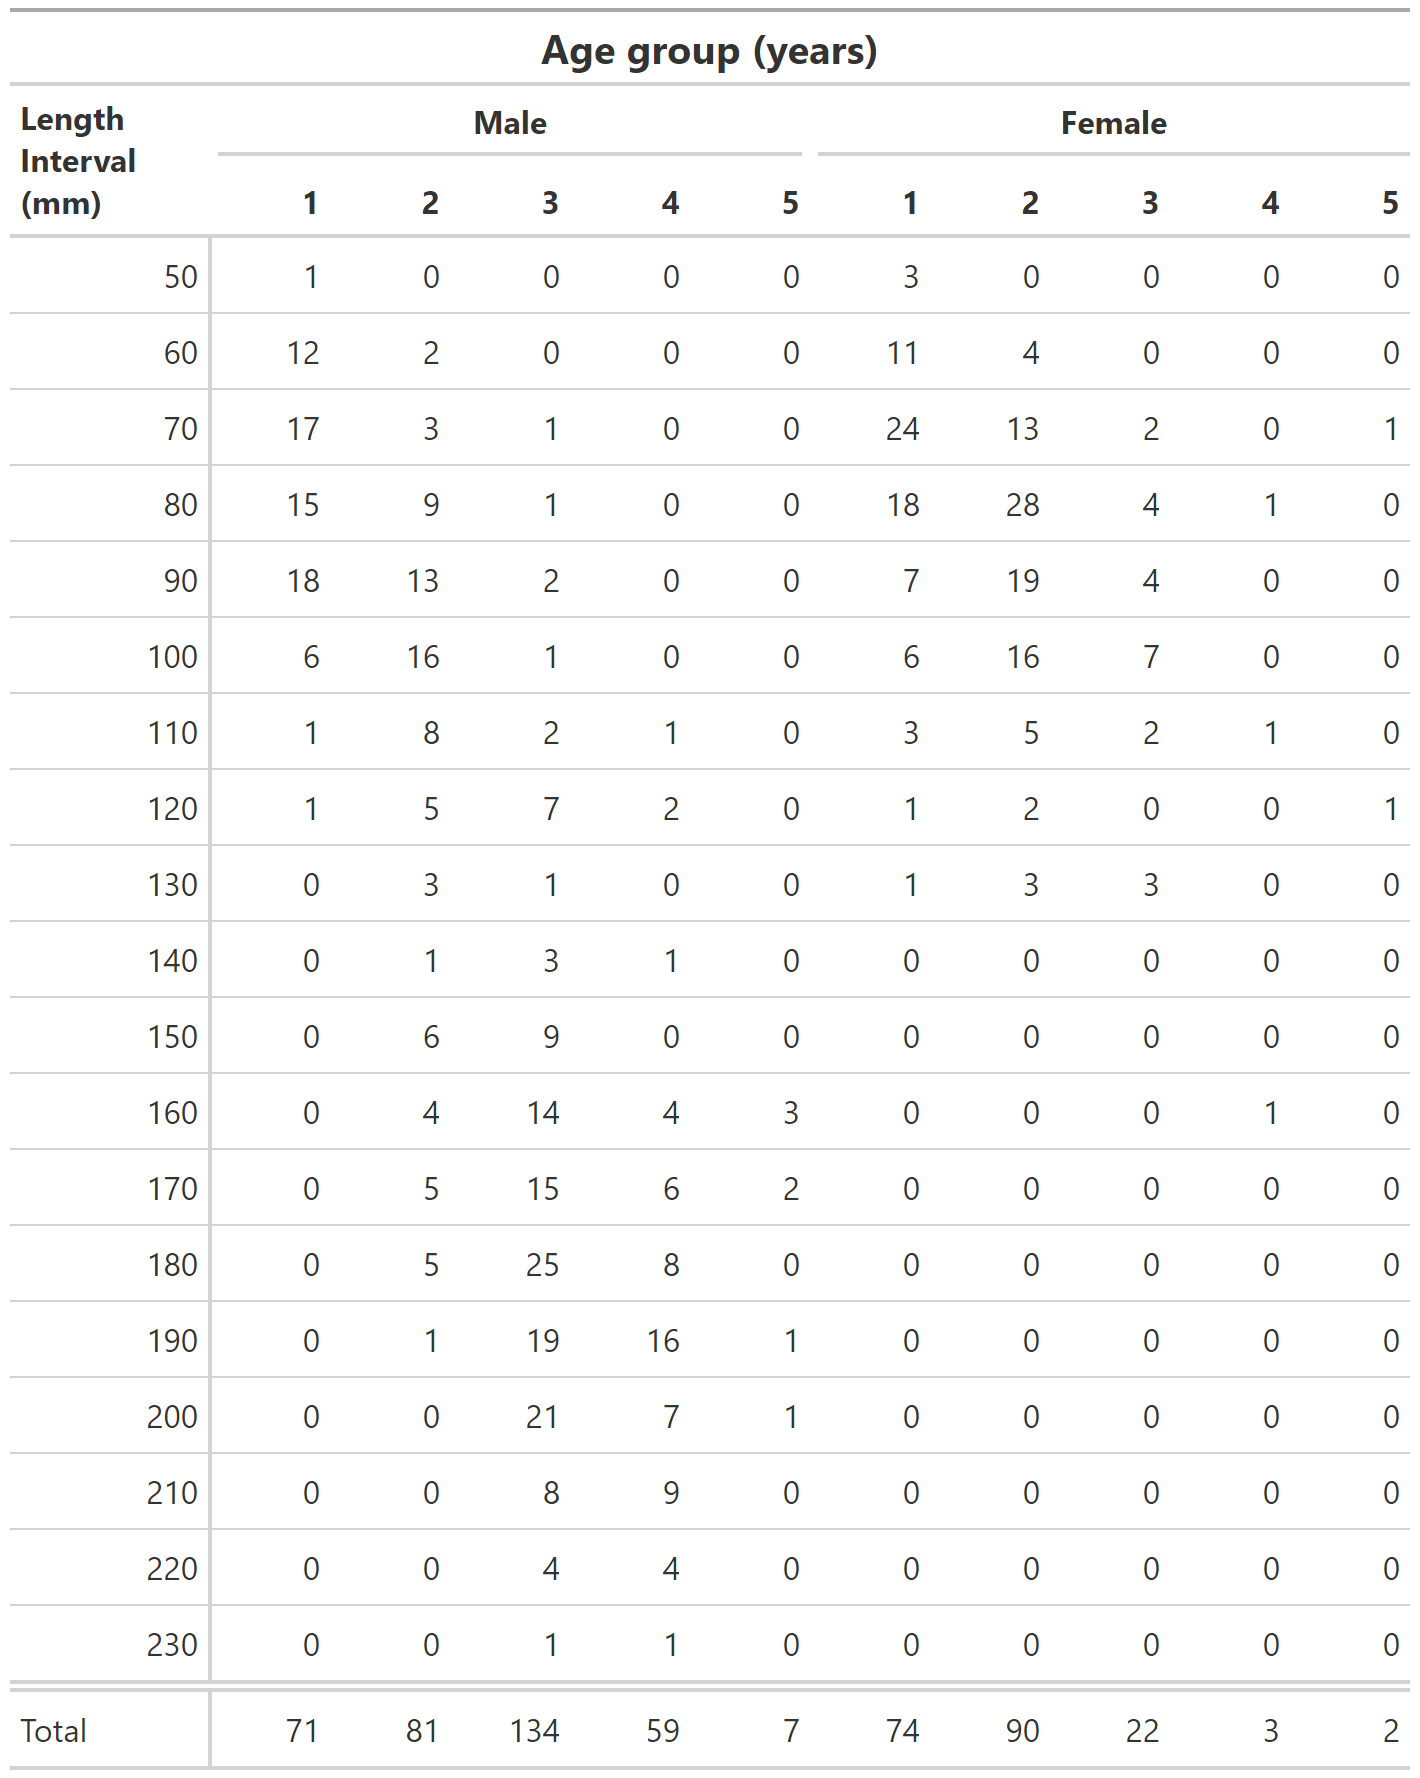 Age group (years)
Length Interval (mm) Male Female
1 2 3 4 5 1 2 3 4 5
50 1 0 0 0 0 3 0 0 0 0
60 12 2 0 0 0 11 4 0 0 0
70 17 3 1 0 0 24 13 2 0 1
80 15 9 1 0 0 18 28 4 1 0
90 18 13 2 0 0 7 19 4 0 0
100 6 16 1 0 0 6 16 7 0 0
110 1 8 2 1 0 3 5 2 1 0
120 1 5 7 2 0 1 2 0 0 1
130 0 3 1 0 0 1 3 3 0 0
140 0 1 3 1 0 0 0 0 0 0
150 0 6 9 0 0 0 0 0 0 0
160 0 4 14 4 3 0 0 0 1 0
170 0 5 15 6 2 0 0 0 0 0
180 0 5 25 8 0 0 0 0 0 0
190 0 1 19 16 1 0 0 0 0 0
200 0 0 21 7 1 0 0 0 0 0
210 0 0 8 9 0 0 0 0 0 0
220 0 0 4 4 0 0 0 0 0 0
230 0 0 1 1 0 0 0 0 0 0
Total 71 81 134 59 7 74 90 22 3 2